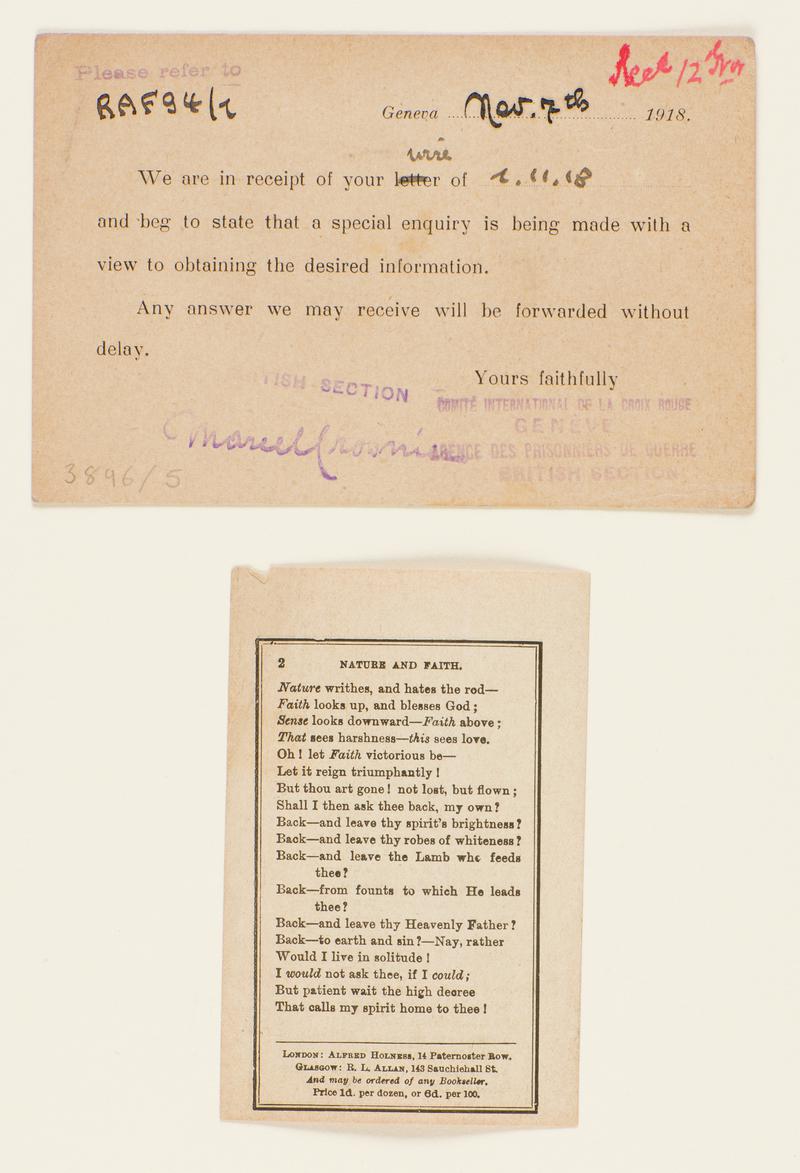 Please refer to
RAF94/1
Recd 12 Nov
Geneva Nov. 7th 1918.
wire
We are in receipt of your letter of 1.11.18
and beg to state that a special enquiry is being made with a
view to obtaining the desired information.
Any answer we may receive will be forwarded without
delay.
Yours faithfully
ISH SECTION
COMITÉ INTERNATIONAL DE LA CROIX ROUGE
GENÈVE
AGENCE DES PRISONNIERS DE GUERRE
BRITISH SECTION
Marcel
3896/5
2 NATURE AND FAITH.
Nature writhes, and hates the rod—
Faith looks up, and blesses God;
Sense looks downward—Faith above;
That sees harshness—this sees love.
Oh! let Faith victorious be—
Let it reign triumphantly!
But thou art gone! not lost, but flown;
Shall I then ask thee back, my own?
Back—and leave thy spirit's brightness?
Back—and leave thy robes of whiteness?
Back—and leave the Lamb who feeds
thee?
Back—from founts to which He leads
thee?
Back—and leave thy Heavenly Father?
Back—to earth and sin?—Nay, rather
Would I live in solitude!
I would not ask thee, if I could;
But patient wait the high decree
That calls my spirit home to thee!
London: Alfred Holness, 14 Paternoster Row.
Glasgow: R. L. Allan, 143 Sauchiehall St.
And may be ordered of any Bookseller.
Price 1d. per dozen, or 6d. per 100.